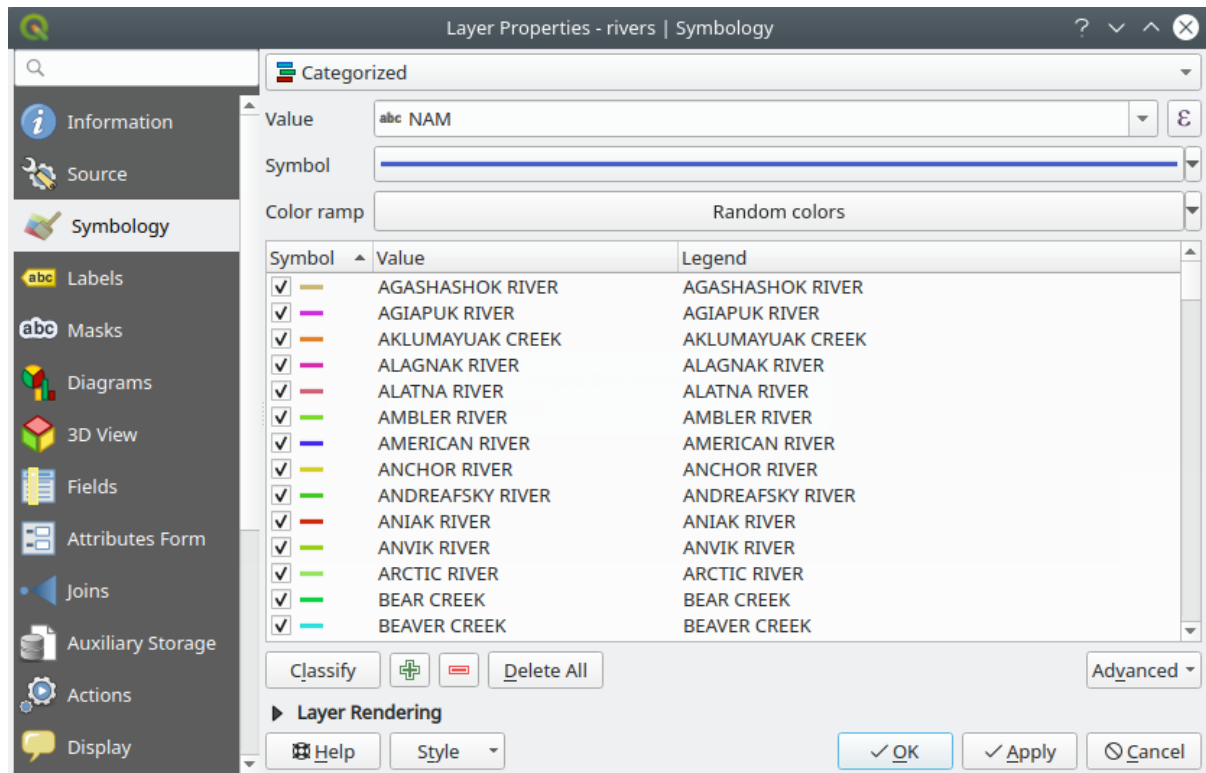 Layer Properties - rivers | Symbology
Categorized
Information
Source
Symbology
abc Labels
abc Masks
Diagrams
3D View
Fields
Attributes Form
Joins
Auxiliary Storage
Actions
Display
Value abc NAM ε
Symbol
Color ramp Random colors
Symbol Value Legend
AGASHASHOK RIVER AGASHASHOK RIVER
AGIAPUK RIVER AGIAPUK RIVER
AKLUMAYUAK CREEK AKLUMAYUAK CREEK
ALAGNAK RIVER ALAGNAK RIVER
ALATNA RIVER ALATNA RIVER
AMBLER RIVER AMBLER RIVER
AMERICAN RIVER AMERICAN RIVER
ANCHOR RIVER ANCHOR RIVER
ANDREAFSKY RIVER ANDREAFSKY RIVER
ANIAK RIVER ANIAK RIVER
ANVIK RIVER ANVIK RIVER
ARCTIC RIVER ARCTIC RIVER
BEAR CREEK BEAR CREEK
BEAVER CREEK BEAVER CREEK
Classify Delete All Advanced
Layer Rendering
Help Style OK Apply Cancel